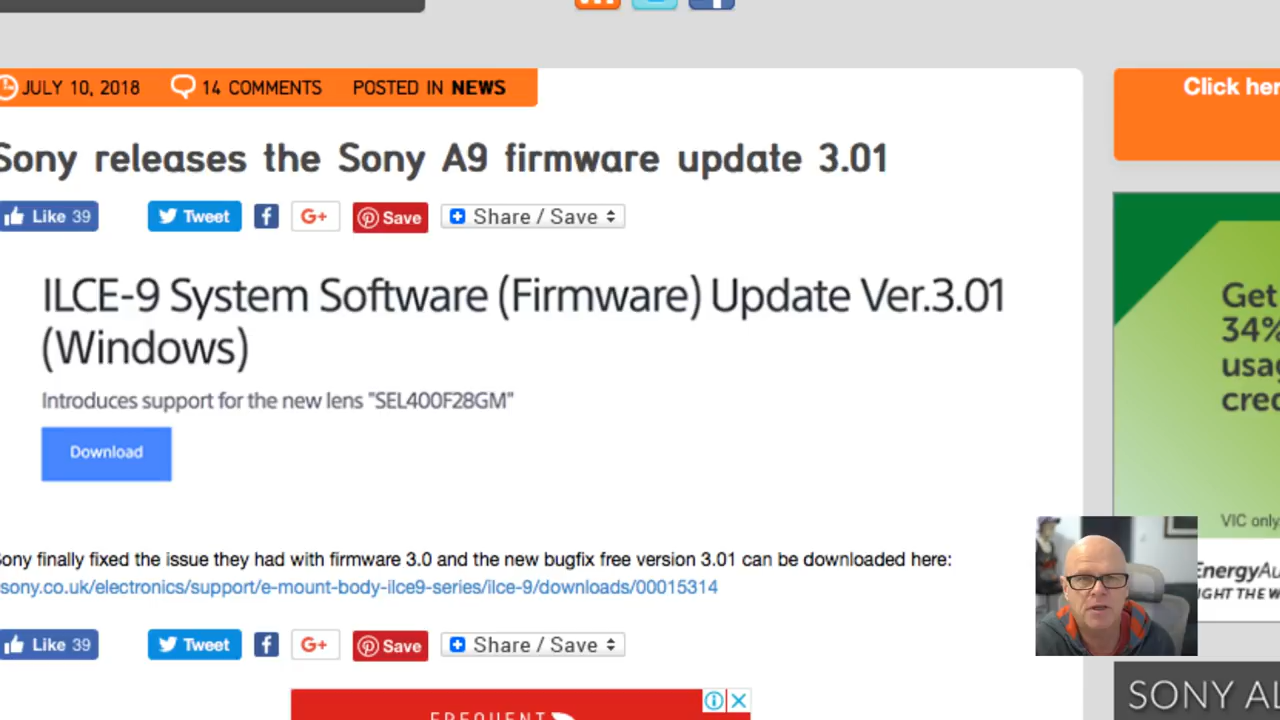 JULY 10, 2018 14 COMMENTS POSTED IN NEWS
Click her
Sony releases the Sony A9 firmware update 3.01
Like 39 Tweet f G+ Save Share / Save
ILCE-9 System Software (Firmware) Update Ver.3.01
(Windows)
Introduces support for the new lens "SEL400F28GM"
Download
Get
34%
usag
cred
VIC only
Sony finally fixed the issue they had with firmware 3.0 and the new bugfix free version 3.01 can be downloaded here:
sony.co.uk/electronics/support/e-mount-body-ilce9-series/ilce-9/downloads/00015314
EnergyAu
IGHT THE W
Like 39 Tweet f G+ Save Share / Save
SONY AL
FREQUENT